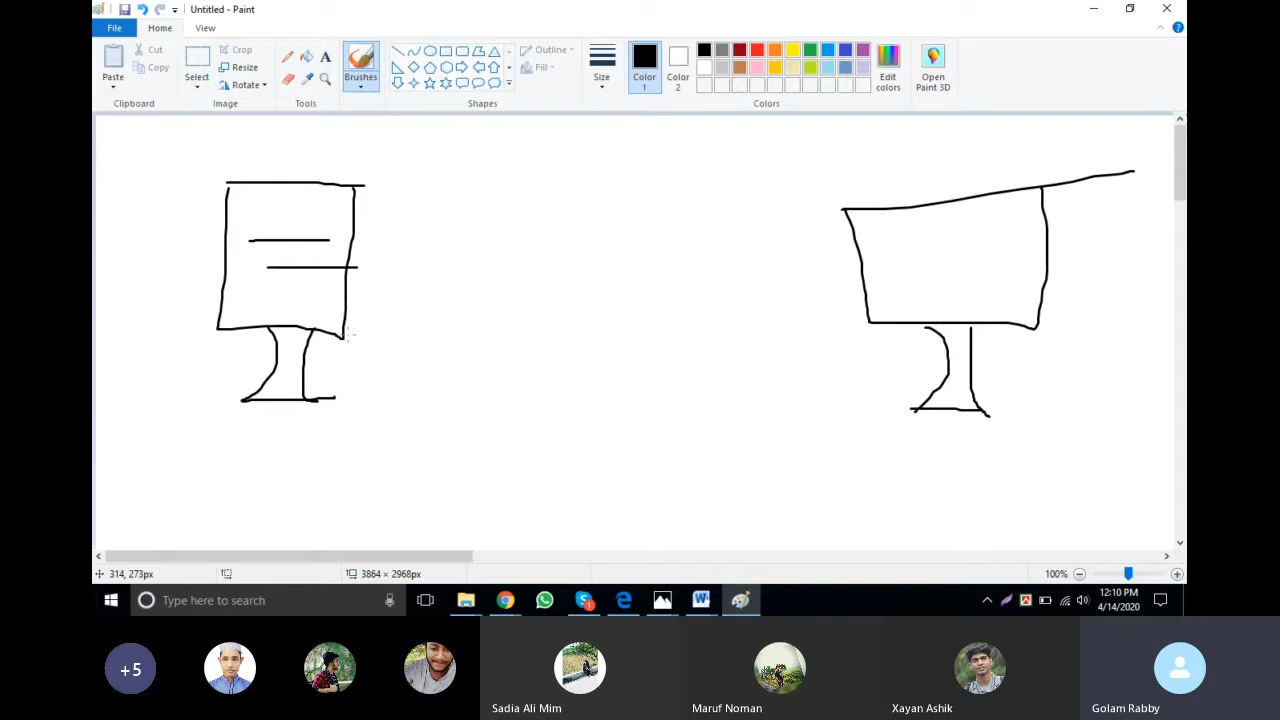 Untitled - Paint
File Home View
Paste
Cut
Copy
Clipboard
Select
Crop
Resize
Rotate
Image
A
Tools
Brushes
Outline
Fill
Shapes
Size
Color 1
Color 2
Edit colors
Colors
Open Paint 3D
314, 273px
3864 × 2968px
100%
Type here to search
12:10 PM
4/14/2020
+5
Sadia Ali Mim
Maruf Noman
Xayan Ashik
Golam Rabby